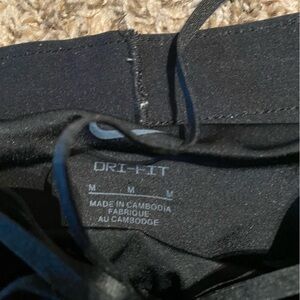 DRI-FIT
M M M
MADE IN CAMBODIA
FABRIQUE
AU CAMBODGE